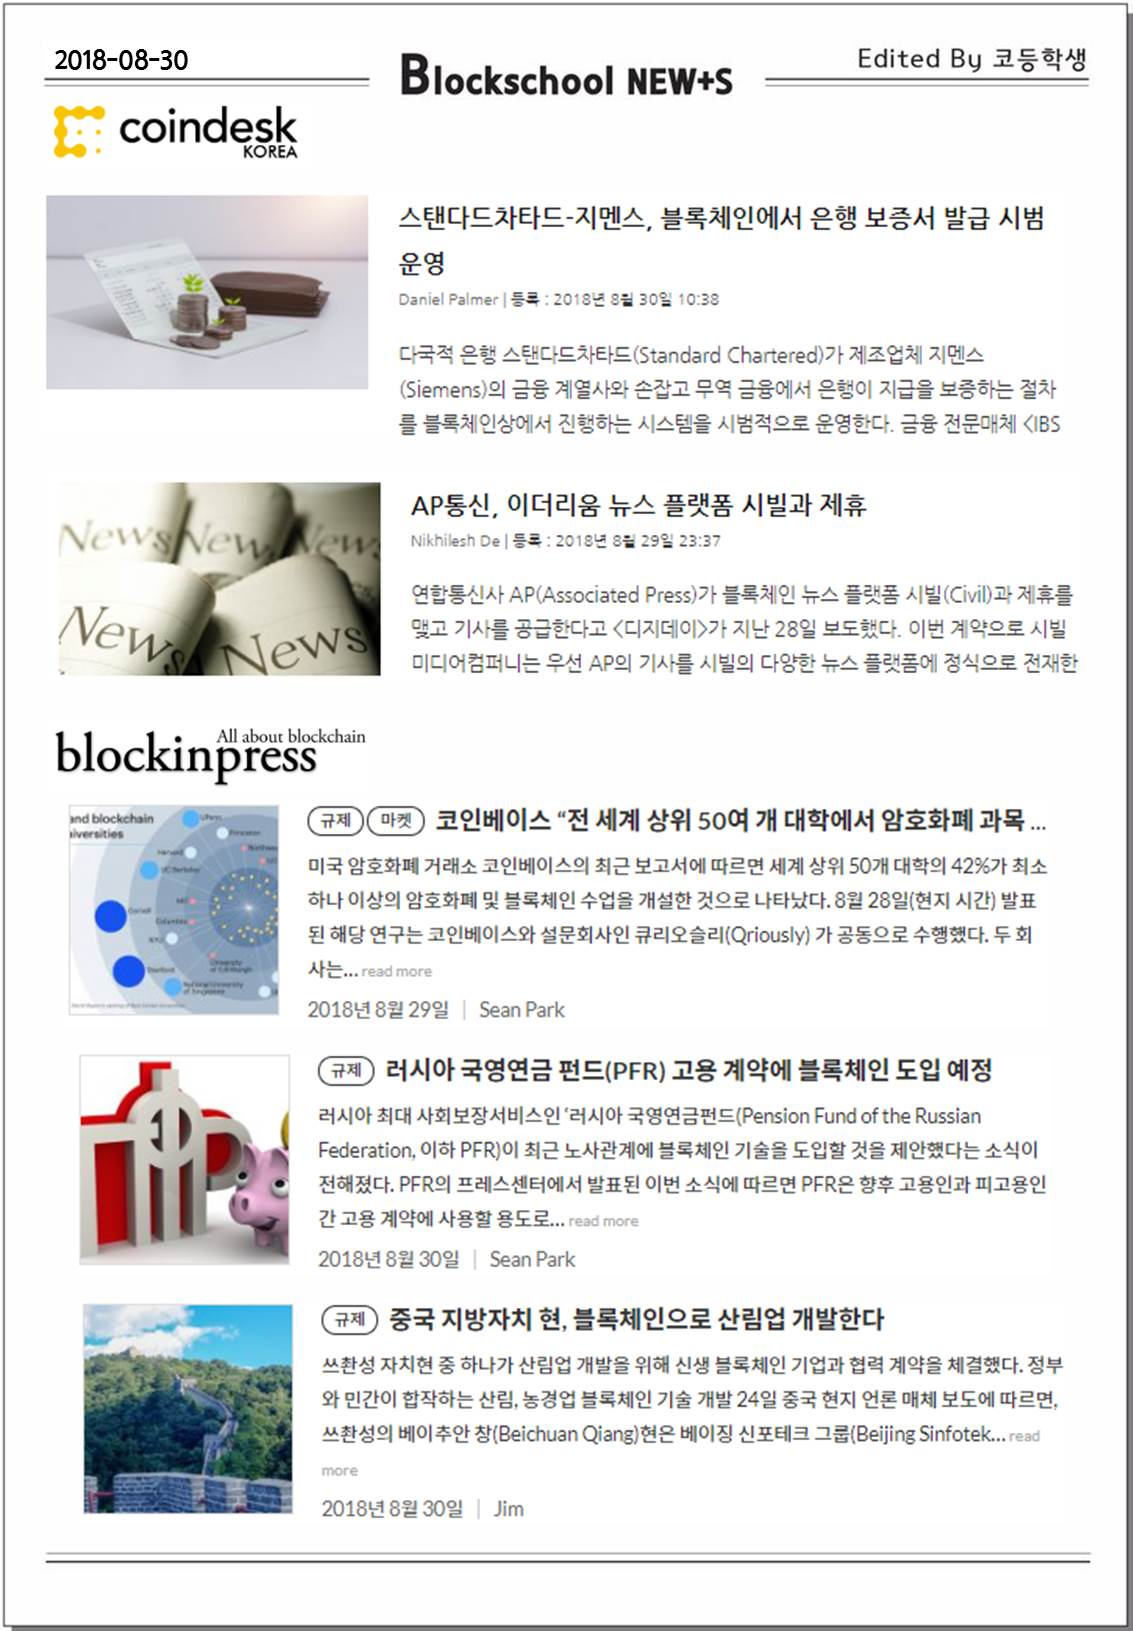 2018-08-30
Blockschool NEW+S
Edited By 코등학생
coindesk
KOREA
스탠다드차타드-지멘스, 블록체인에서 은행 보증서 발급 시범
운영
Daniel Palmer | 등록 : 2018년 8월 30일 10:38
다국적 은행 스탠다드차타드(Standard Chartered)가 제조업체 지멘스
(Siemens)의 금융 계열사와 손잡고 무역 금융에서 은행이 지급을 보증하는 절차
를 블록체인상에서 진행하는 시스템을 시범적으로 운영한다. 금융 전문매체 <IBS
News
New
New
News
News
AP통신, 이더리움 뉴스 플랫폼 시빌과 제휴
Nikhilesh De | 등록 : 2018년 8월 29일 23:37
연합통신사 AP(Associated Press)가 블록체인 뉴스 플랫폼 시빌(Civil)과 제휴를
맺고 기사를 공급한다고 <디지데이>가 지난 28일 보도했다. 이번 계약으로 시빌
미디어컴퍼니는 우선 AP의 기사를 시빌의 다양한 뉴스 플랫폼에 정식으로 전재한
All about blockchain
blockinpress
and blockchain
iversities
UPenn
Princeton
Harvard
UC Berkeley
MIT
Cornell
Columbia
NYU
University
of Edinburgh
Stanford
National University
of Singapore
규제 마켓 코인베이스 “전 세계 상위 50여 개 대학에서 암호화폐 과목 ...
미국 암호화폐 거래소 코인베이스의 최근 보고서에 따르면 세계 상위 50개 대학의 42%가 최소
하나 이상의 암호화폐 및 블록체인 수업을 개설한 것으로 나타났다. 8월 28일(현지 시간) 발표
된 해당 연구는 코인베이스와 설문회사인 큐리오슬리(Qriously) 가 공동으로 수행했다. 두 회
사는... read more
2018년 8월 29일 | Sean Park
규제 러시아 국영연금 펀드(PFR) 고용 계약에 블록체인 도입 예정
러시아 최대 사회보장서비스인 ‘러시아 국영연금펀드(Pension Fund of the Russian
Federation, 이하 PFR)이 최근 노사관계에 블록체인 기술을 도입할 것을 제안했다는 소식이
전해졌다. PFR의 프레스센터에서 발표된 이번 소식에 따르면 PFR은 향후 고용인과 피고용인
간 고용 계약에 사용할 용도로... read more
2018년 8월 30일 | Sean Park
규제 중국 지방자치 현, 블록체인으로 산림업 개발한다
쓰촨성 자치현 중 하나가 산림업 개발을 위해 신생 블록체인 기업과 협력 계약을 체결했다. 정부
와 민간이 합작하는 산림, 농경업 블록체인 기술 개발 24일 중국 현지 언론 매체 보도에 따르면,
쓰촨성의 베이추안 창(Beichuan Qiang)현은 베이징 신포테크 그룹(Beijing Sinfotek... read
more
2018년 8월 30일 | Jim